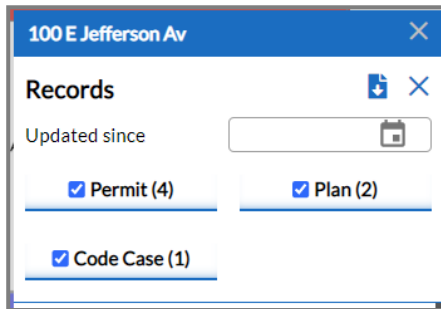 100 E Jefferson Av
Records
Updated since
Permit (4) Plan (2)
Code Case (1)